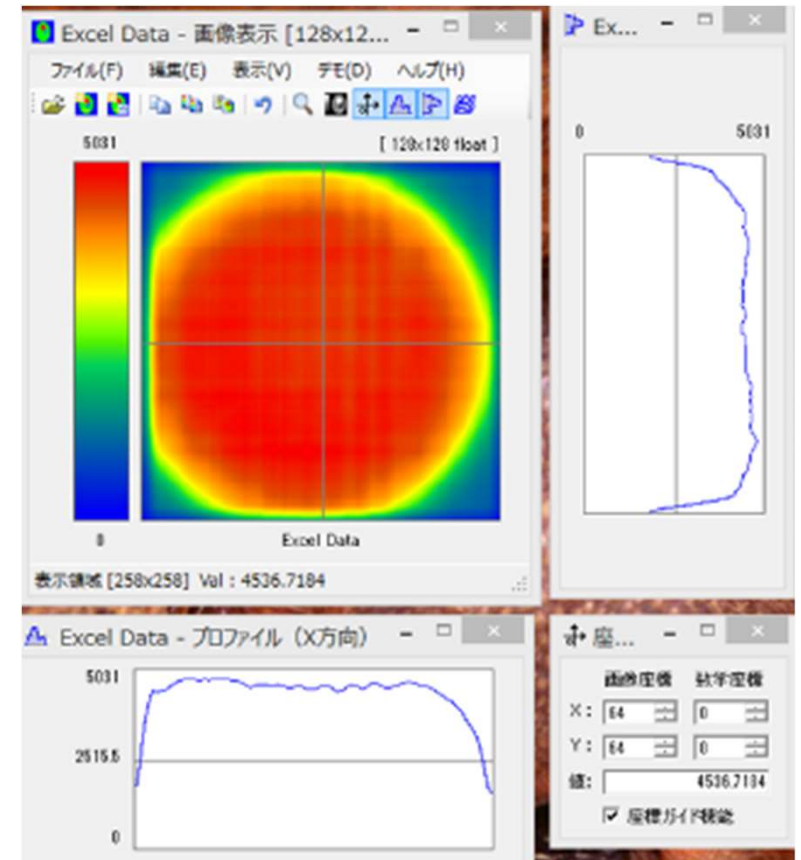 Excel Data - 画像表示 [128x12...
ファイル(F) 編集(E) 表示(V) デモ(D) ヘルプ(H)
5031
[ 128x128 float ]
0
Excel Data
表示領域 [258x258] Val : 4536.7184
Ex...
0 5031
Excel Data - プロファイル (X方向)
5031
2515.5
0
座...
画像座標 数学座標
X: 64 0
Y: 64 0
値: 4536.7184
座標ガイド機能